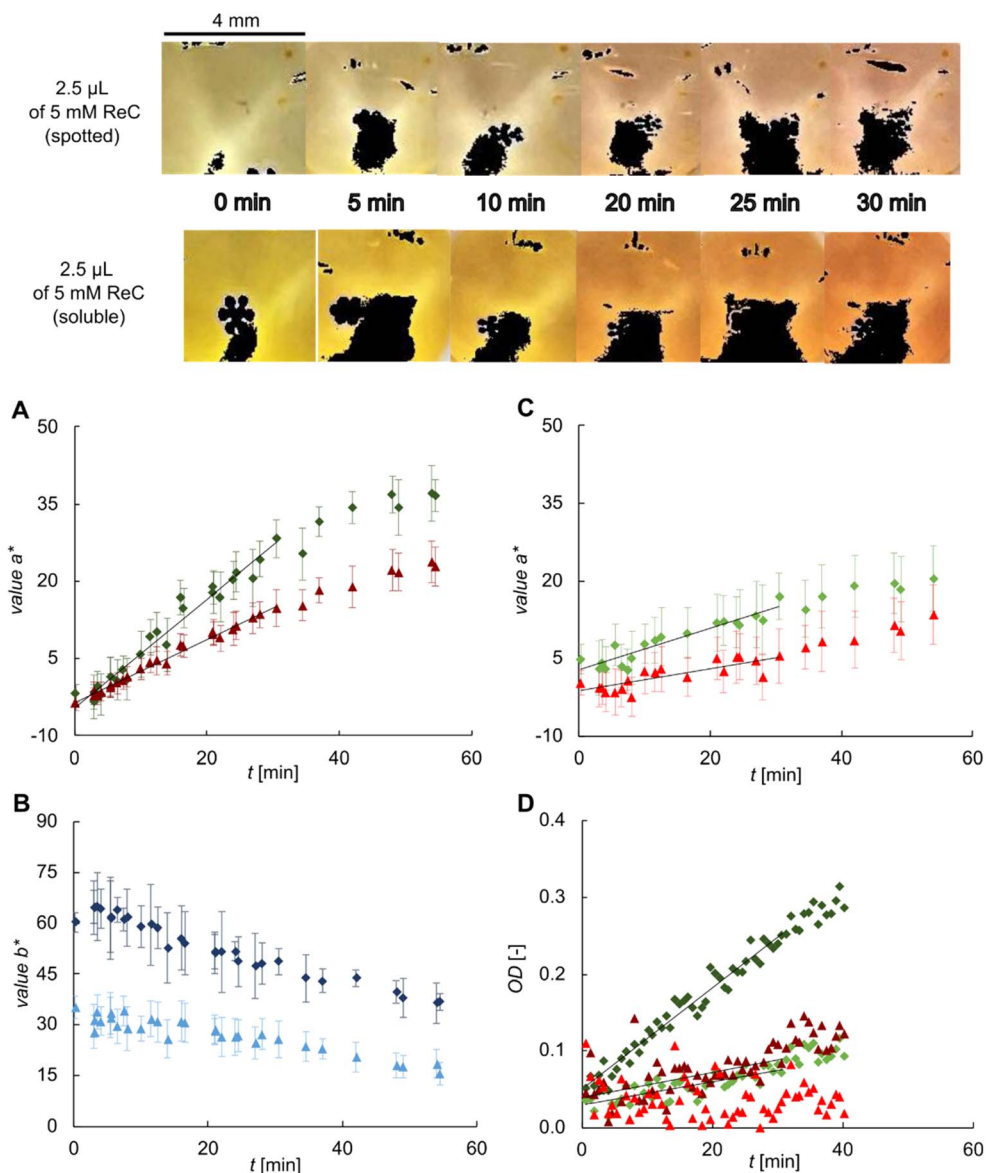 4 mm
2.5 µL
of 5 mM ReC
(spotted)
0 min 5 min 10 min 20 min 25 min 30 min
2.5 µL
of 5 mM ReC
(soluble)
A
50
35
20
5
-10
value a*
0 20 40 60
t [min]
C
50
35
20
5
-10
value a*
0 20 40 60
t [min]
B
90
75
60
45
30
15
0
value b*
0 20 40 60
t [min]
D
0.4
0.3
0.2
0.1
0.0
OD [-]
0 20 40 60
t [min]